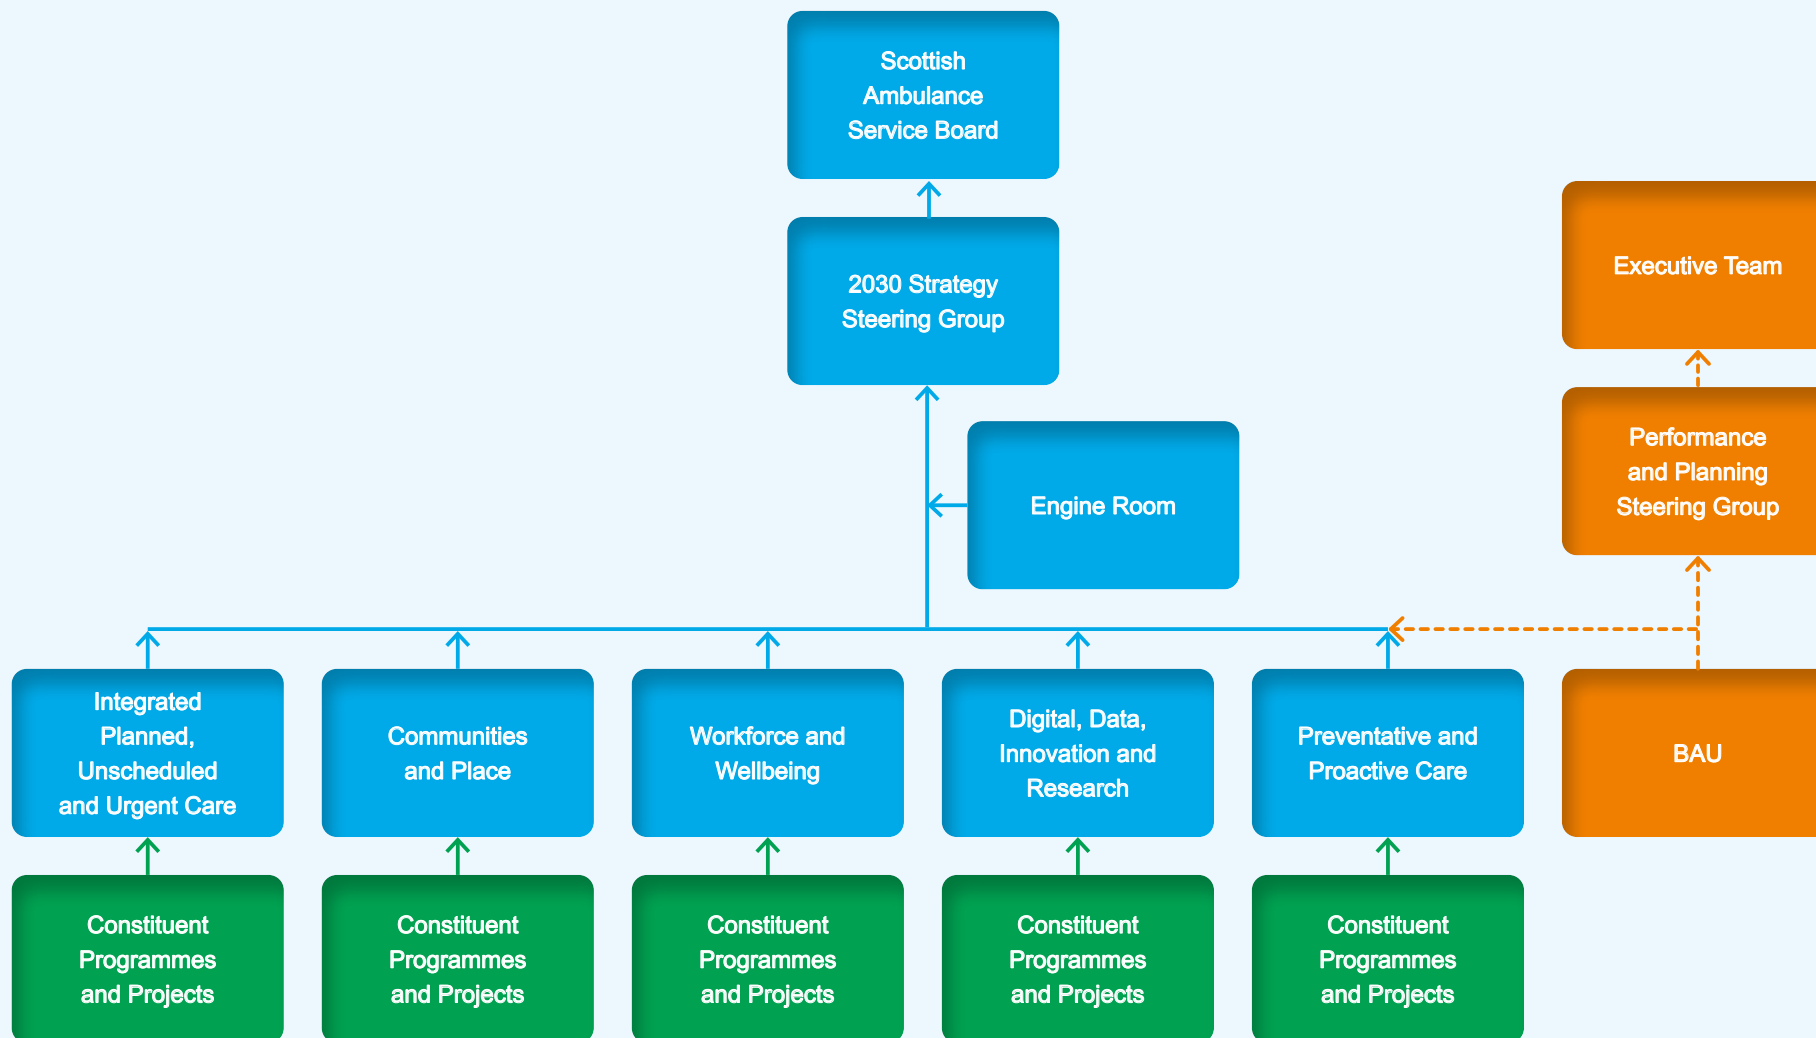 Scottish
Ambulance
Service Board
2030 Strategy
Steering Group
Executive Team
Engine Room
Performance
and Planning
Steering Group
Integrated
Planned,
Unscheduled
and Urgent Care
Communities
and Place
Workforce and
Wellbeing
Digital, Data,
Innovation and
Research
Preventative and
Proactive Care
BAU
Constituent
Programmes
and Projects
Constituent
Programmes
and Projects
Constituent
Programmes
and Projects
Constituent
Programmes
and Projects
Constituent
Programmes
and Projects